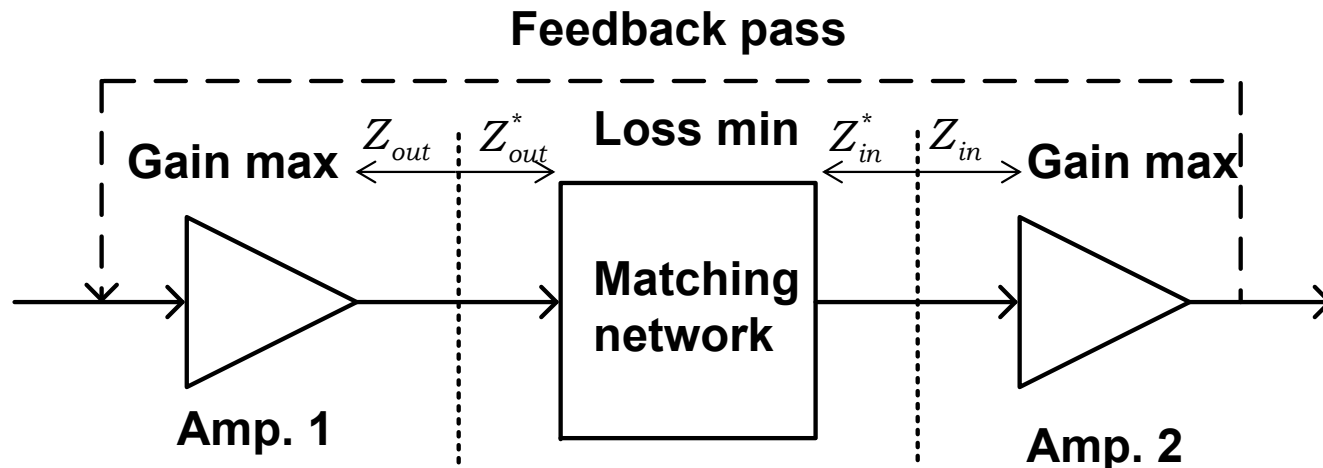 Feedback pass
Z_out Z*_out Loss min Z*_in Z_in
Gain max Gain max
Matching
network
Amp. 1 Amp. 2